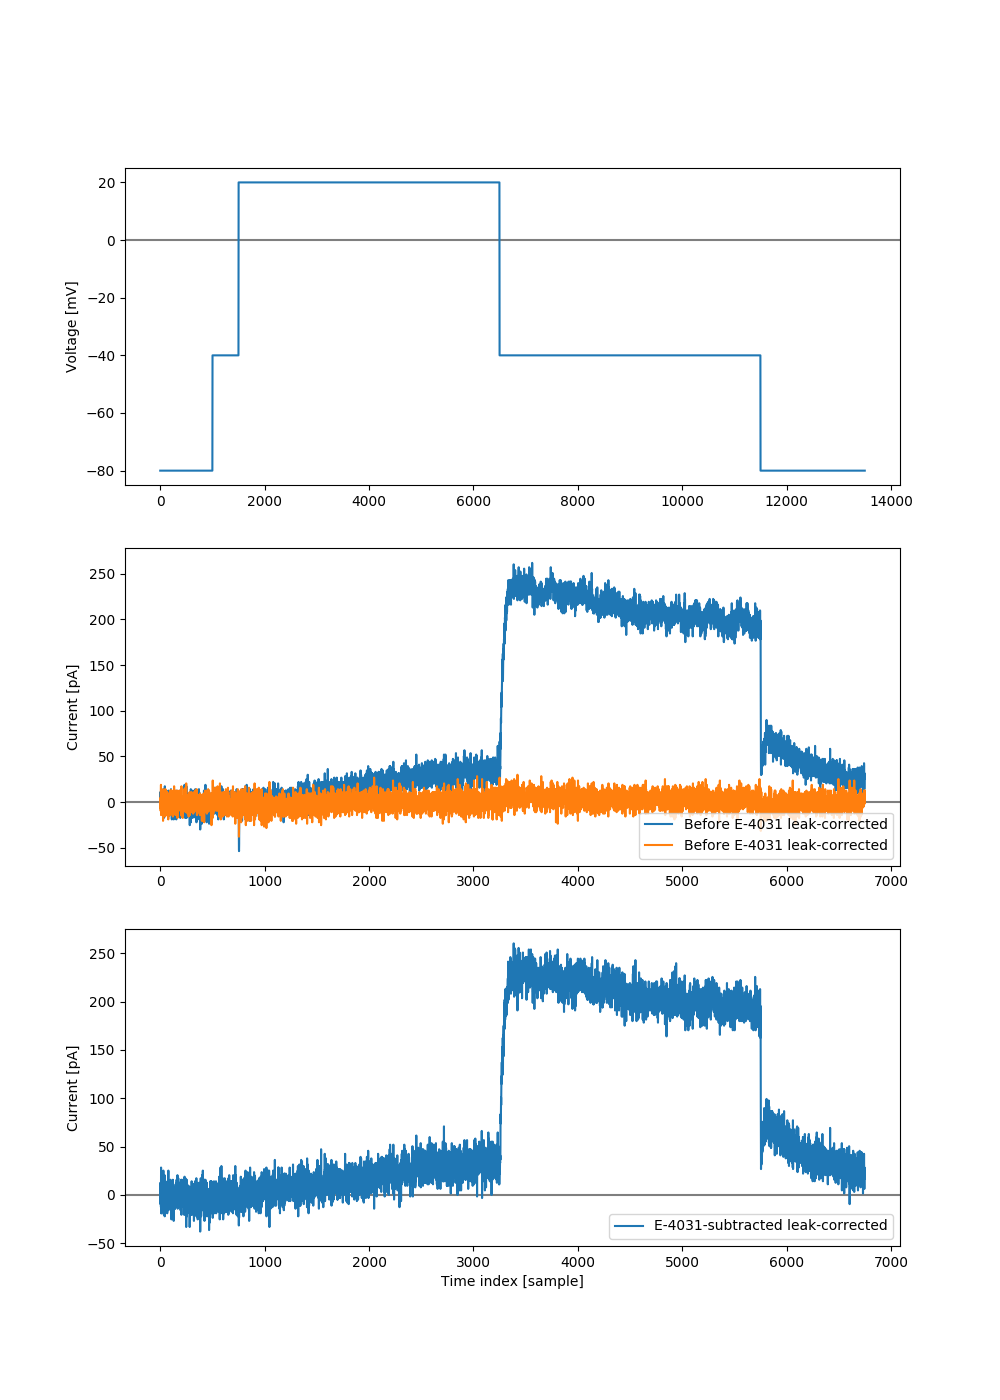 20
0
−20
−40
−60
−80
Voltage [mV]
0 2000 4000 6000 8000 10000 12000 14000
250
200
150
100
50
0
−50
Current [pA]
Before E-4031 leak-corrected
Before E-4031 leak-corrected
0 1000 2000 3000 4000 5000 6000 7000
250
200
150
100
50
0
−50
Current [pA]
E-4031-subtracted leak-corrected
0 1000 2000 3000 4000 5000 6000 7000
Time index [sample]